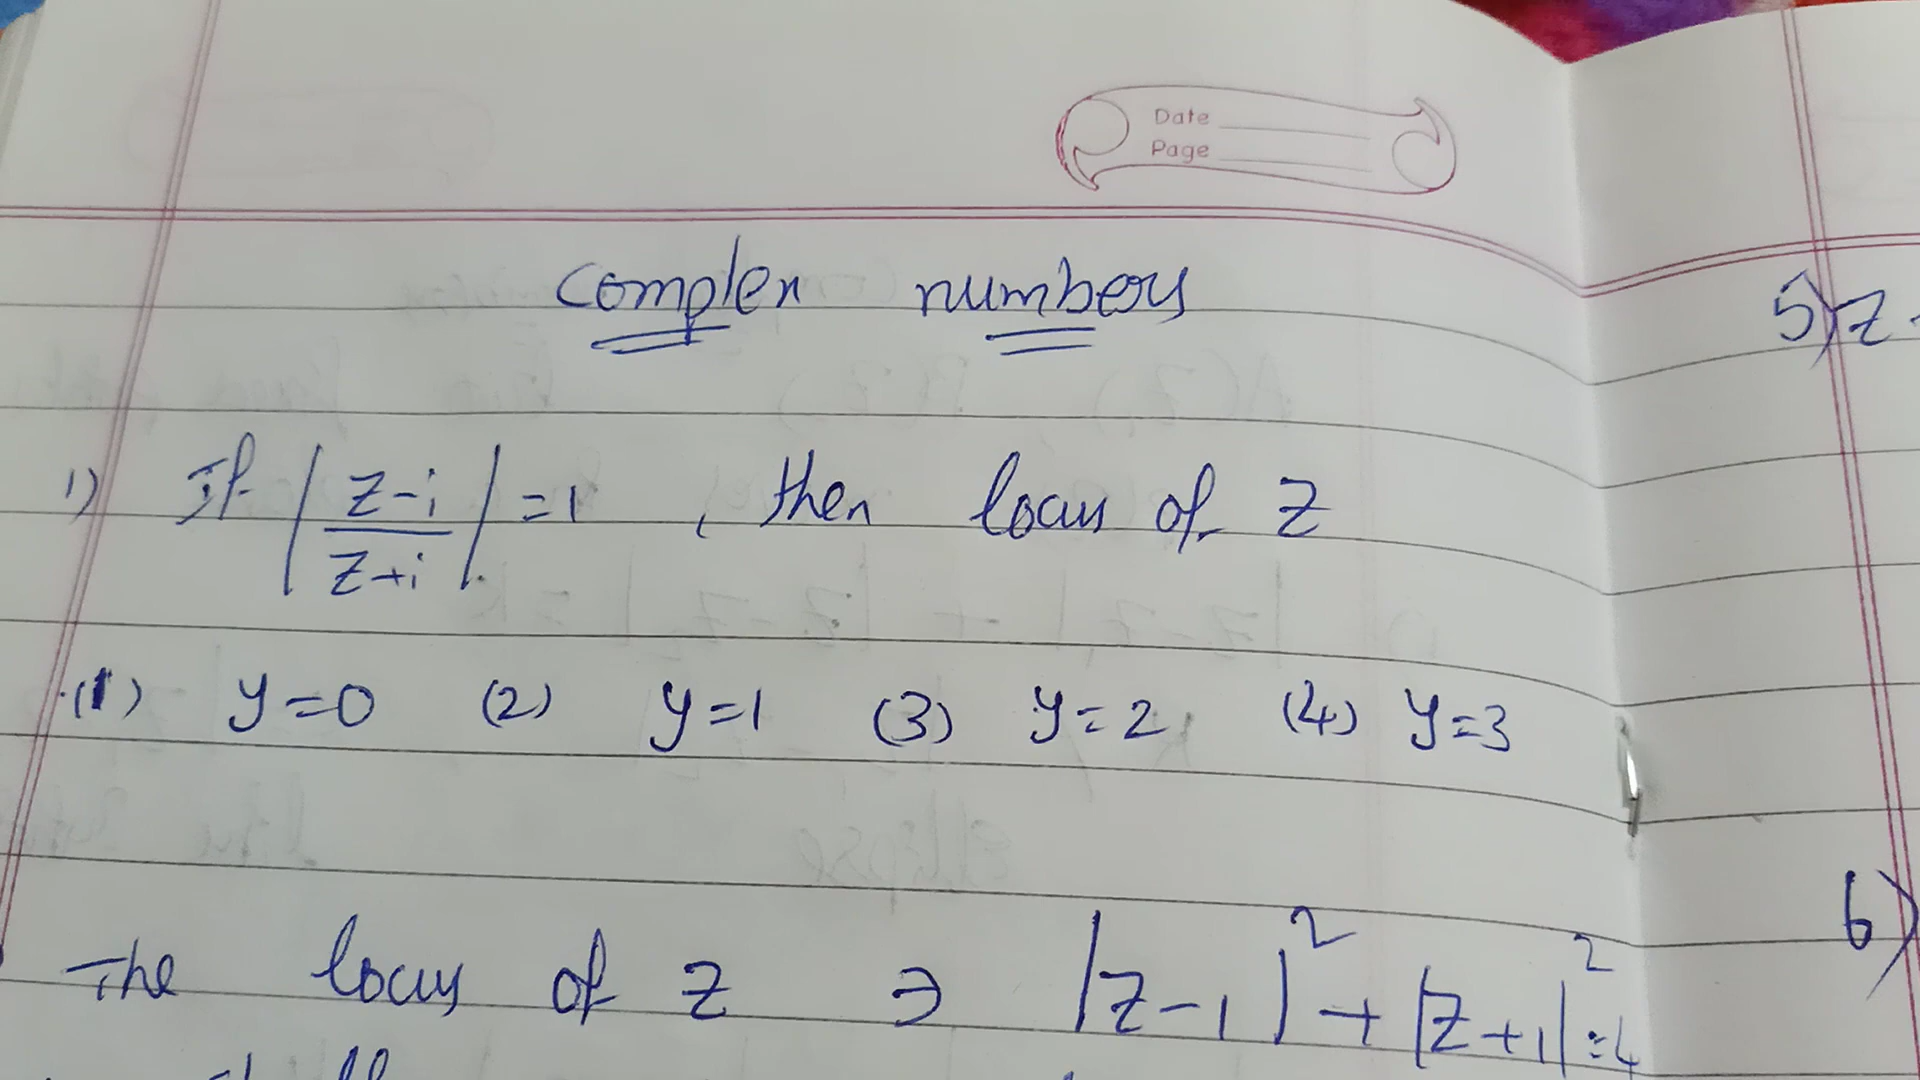 Date
Page
Complex numbers
5) z
1) If |z-i/z+i| = 1, then locus of z
(1) y=0 (2) y=1 (3) y=2 (4) y=3
6)
The locus of z ∋ |z-1|² + |z+1|² = 4